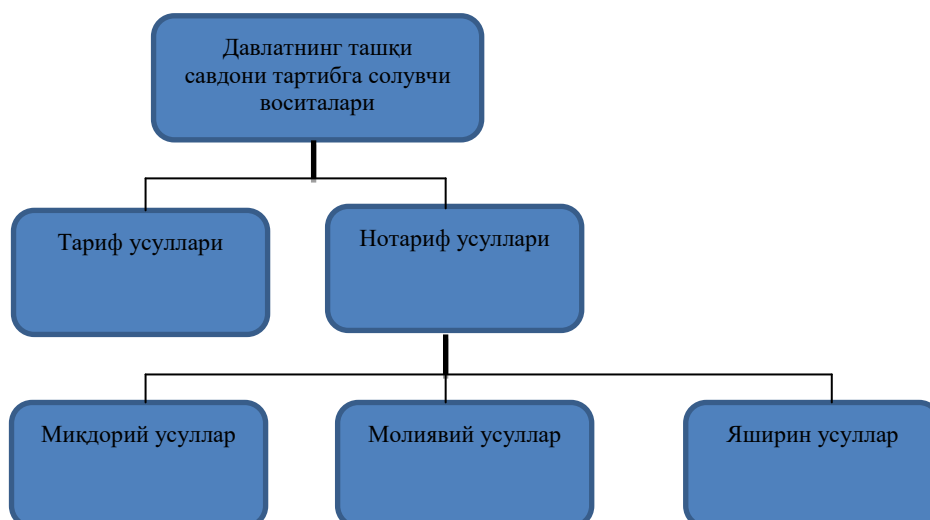 Давлатнинг ташқи
савдони тартибга солувчи
воситалари
Тариф усуллари
Нотариф усуллари
Миқдорий усуллар
Молиявий усуллар
Яширин усуллар